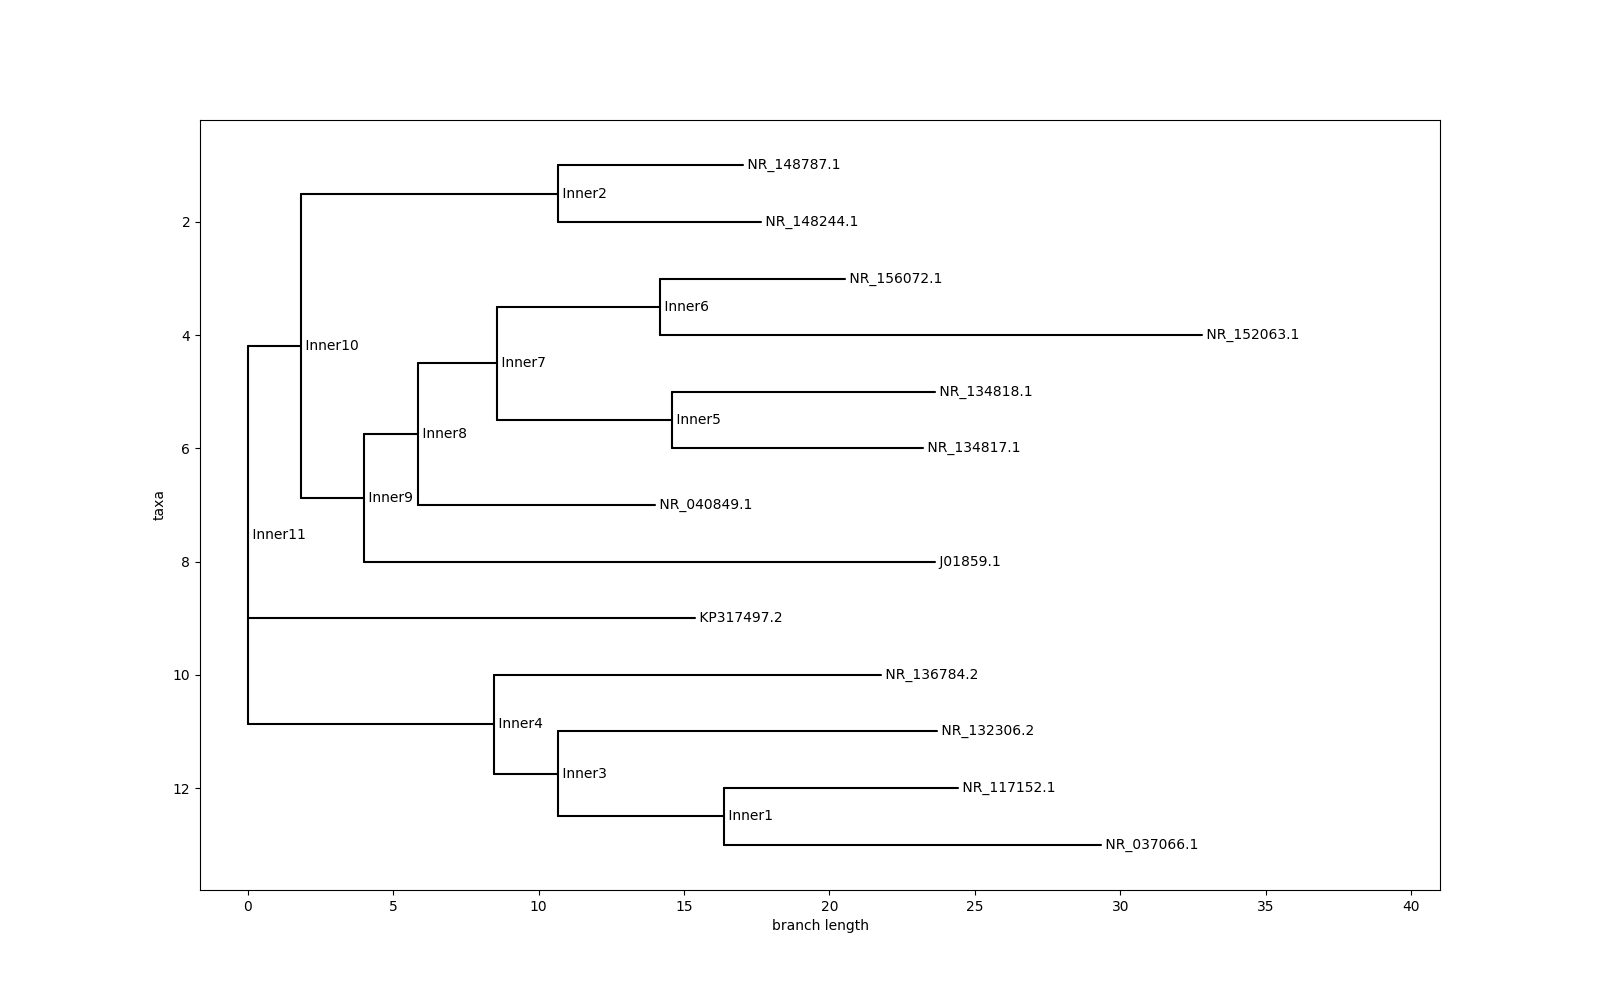 NR_148787.1
Inner2
2
NR_148244.1
NR_156072.1
Inner6
4
NR_152063.1
Inner10
Inner7
NR_134818.1
Inner5
Inner8
6
NR_134817.1
Inner9
NR_040849.1
taxa
Inner11
8
J01859.1
KP317497.2
10
NR_136784.2
Inner4
NR_132306.2
Inner3
12
NR_117152.1
Inner1
NR_037066.1
0 5 10 15 20 25 30 35 40
branch length